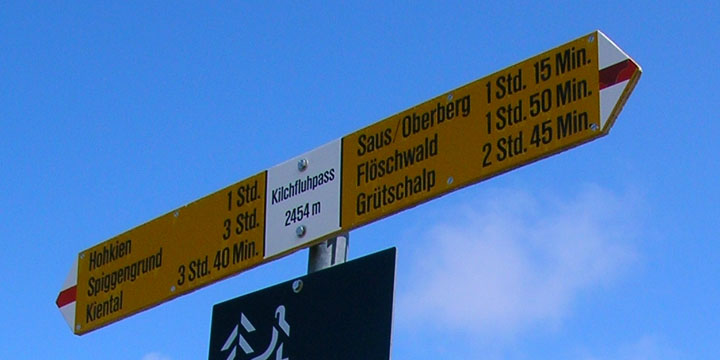 Hohkien 1 Std.
Spiggengrund 3 Std.
Kiental 3 Std. 40 Min.
Kilchfluhpass
2454 m
Saus/Oberberg 1 Std. 15 Min.
Flöschwald 1 Std. 50 Min.
Grütschalp 2 Std. 45 Min.